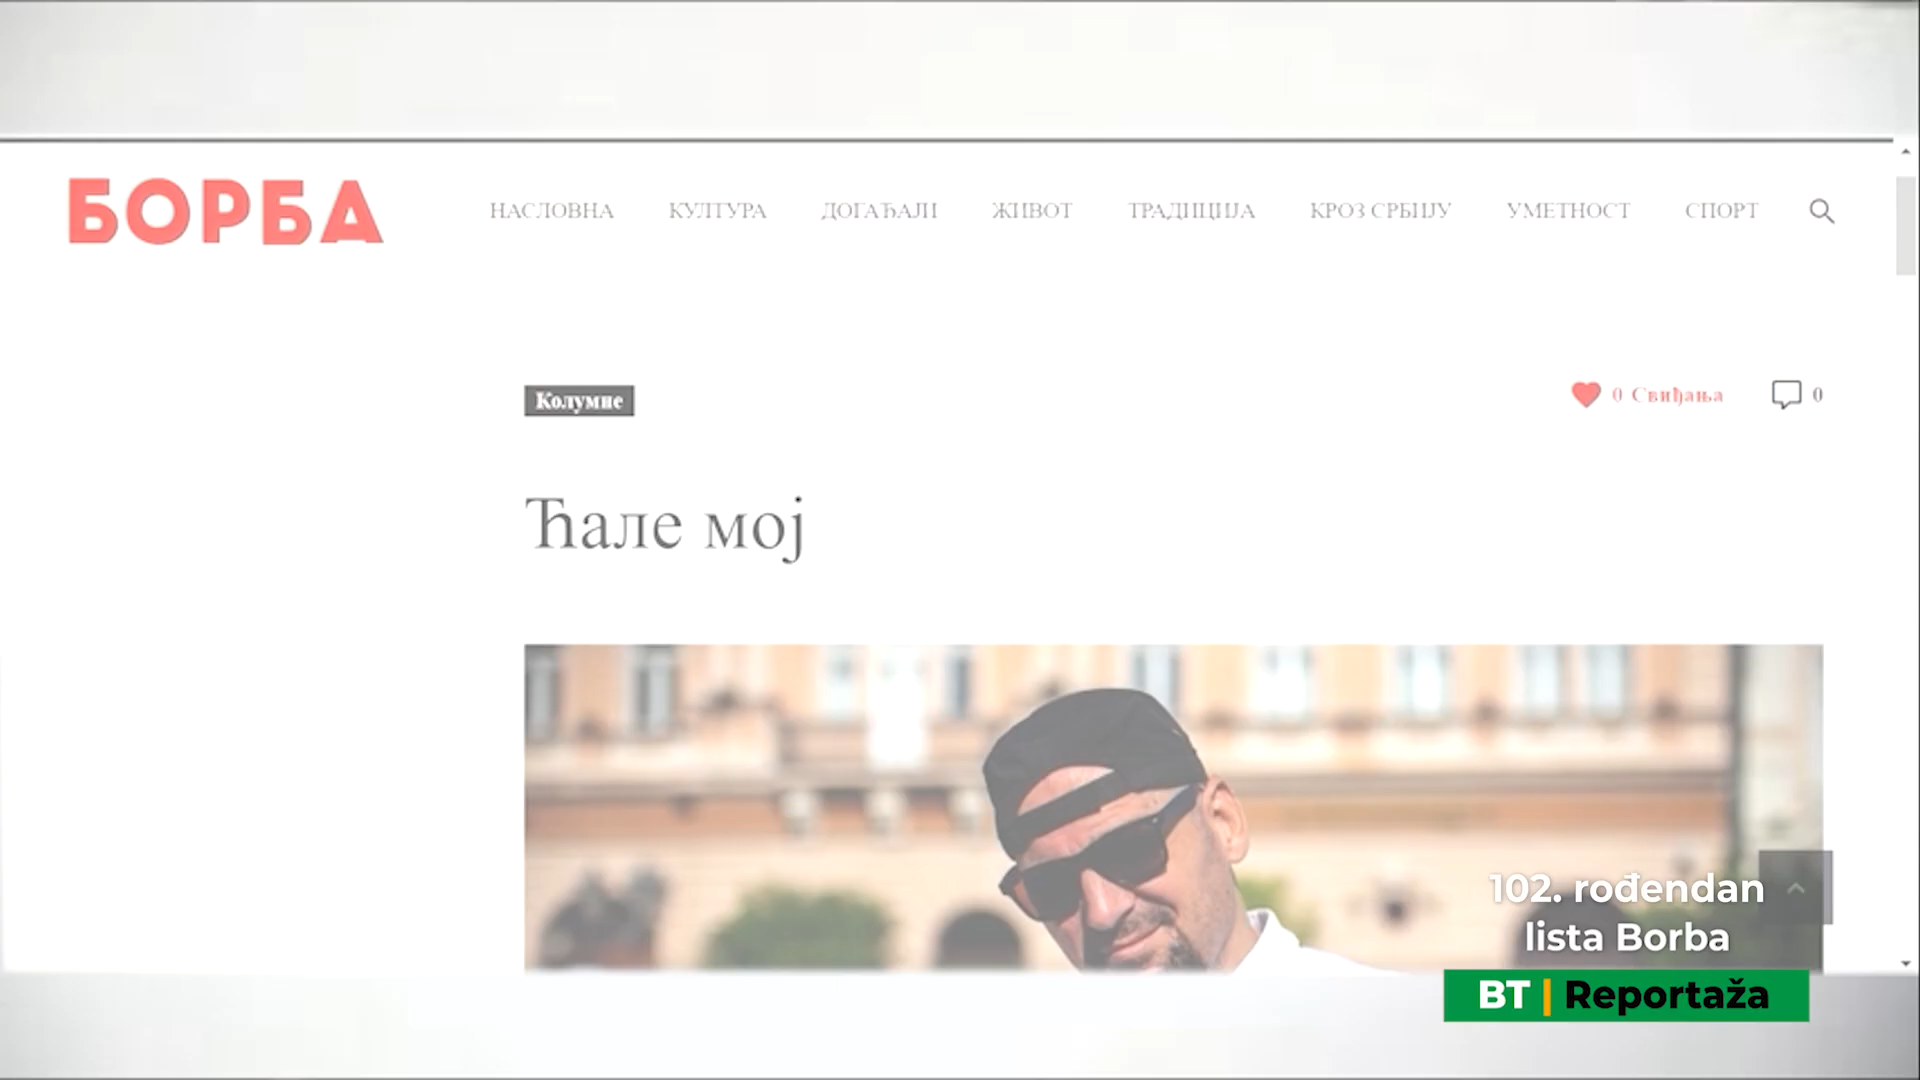 БОРБА
НАСЛОВНА КУЛТУРА ДОГАЂАЈИ ЖИВОТ ТРАДИЦИЈА КРОЗ СРБИЈУ УМЕТНОСТ СПОРТ
Колумне
0 Свиђања 0
Ћале мој
102. rođendan
lista Borba
BT | Reportaža